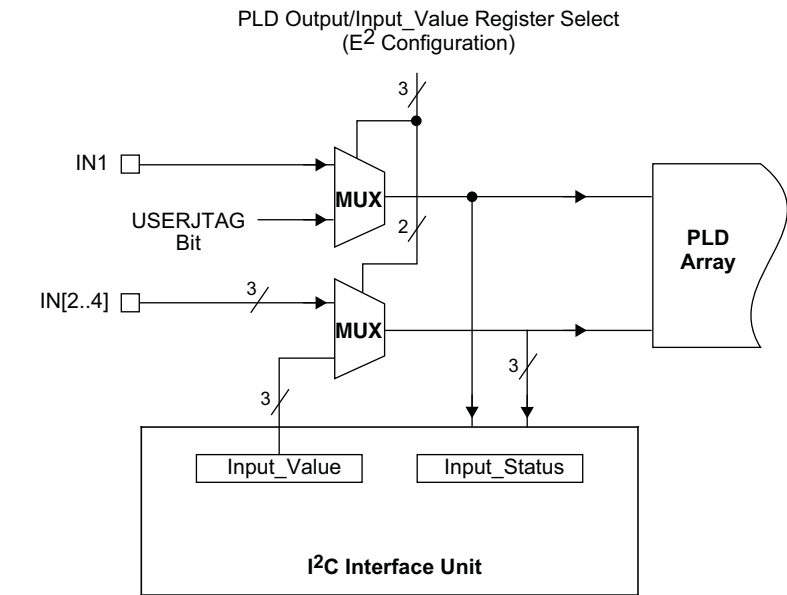 PLD Output/Input_Value Register Select
(E2 Configuration)
3
IN1
MUX
USERJTAG
Bit
2
PLD
Array
IN[2..4]
3
MUX
3
3
Input_Value
Input_Status
I2C Interface Unit